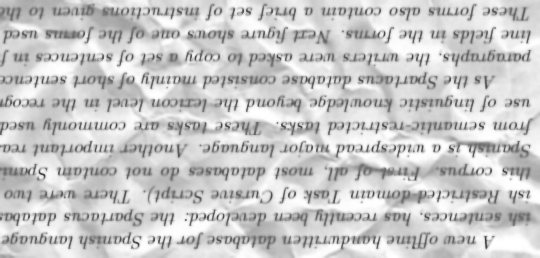 A new offline handwritten database for the Spanish language
ish sentences, has recently been developed: the Spartacus databa
ish Restricted-domain Task of Cursive Script). There were two
this corpus. First of all, most databases do not contain Spani
Spanish is a widespread major language. Another important rea
from semantic-restricted tasks. These tasks are commonly used
use of linguistic knowledge beyond the lexicon level in the recogn
As the Spartacus database consisted mainly of short sentence
paragraphs, the writers were asked to copy a set of sentences in f
line fields in the forms. Next figure shows one of the forms used
These forms also contain a brief set of instructions given to the